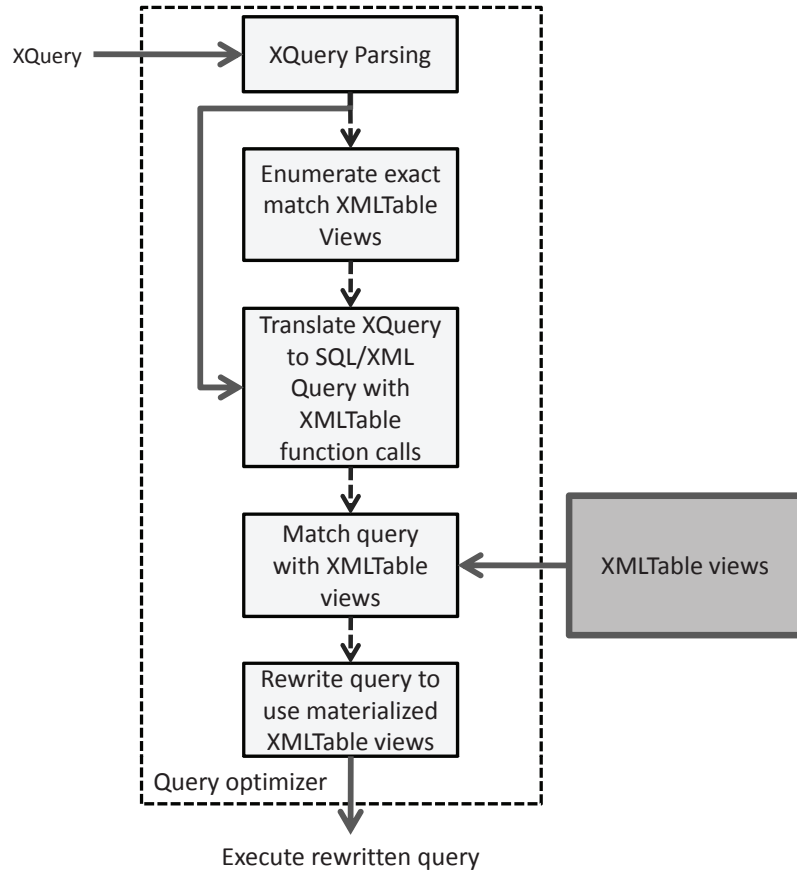 XQuery
XQuery Parsing
Enumerate exact
match XMLTable
Views
Translate XQuery
to SQL/XML
Query with
XMLTable
function calls
Match query
with XMLTable
views
XMLTable views
Rewrite query to
use materialized
XMLTable views
Query optimizer
Execute rewritten query